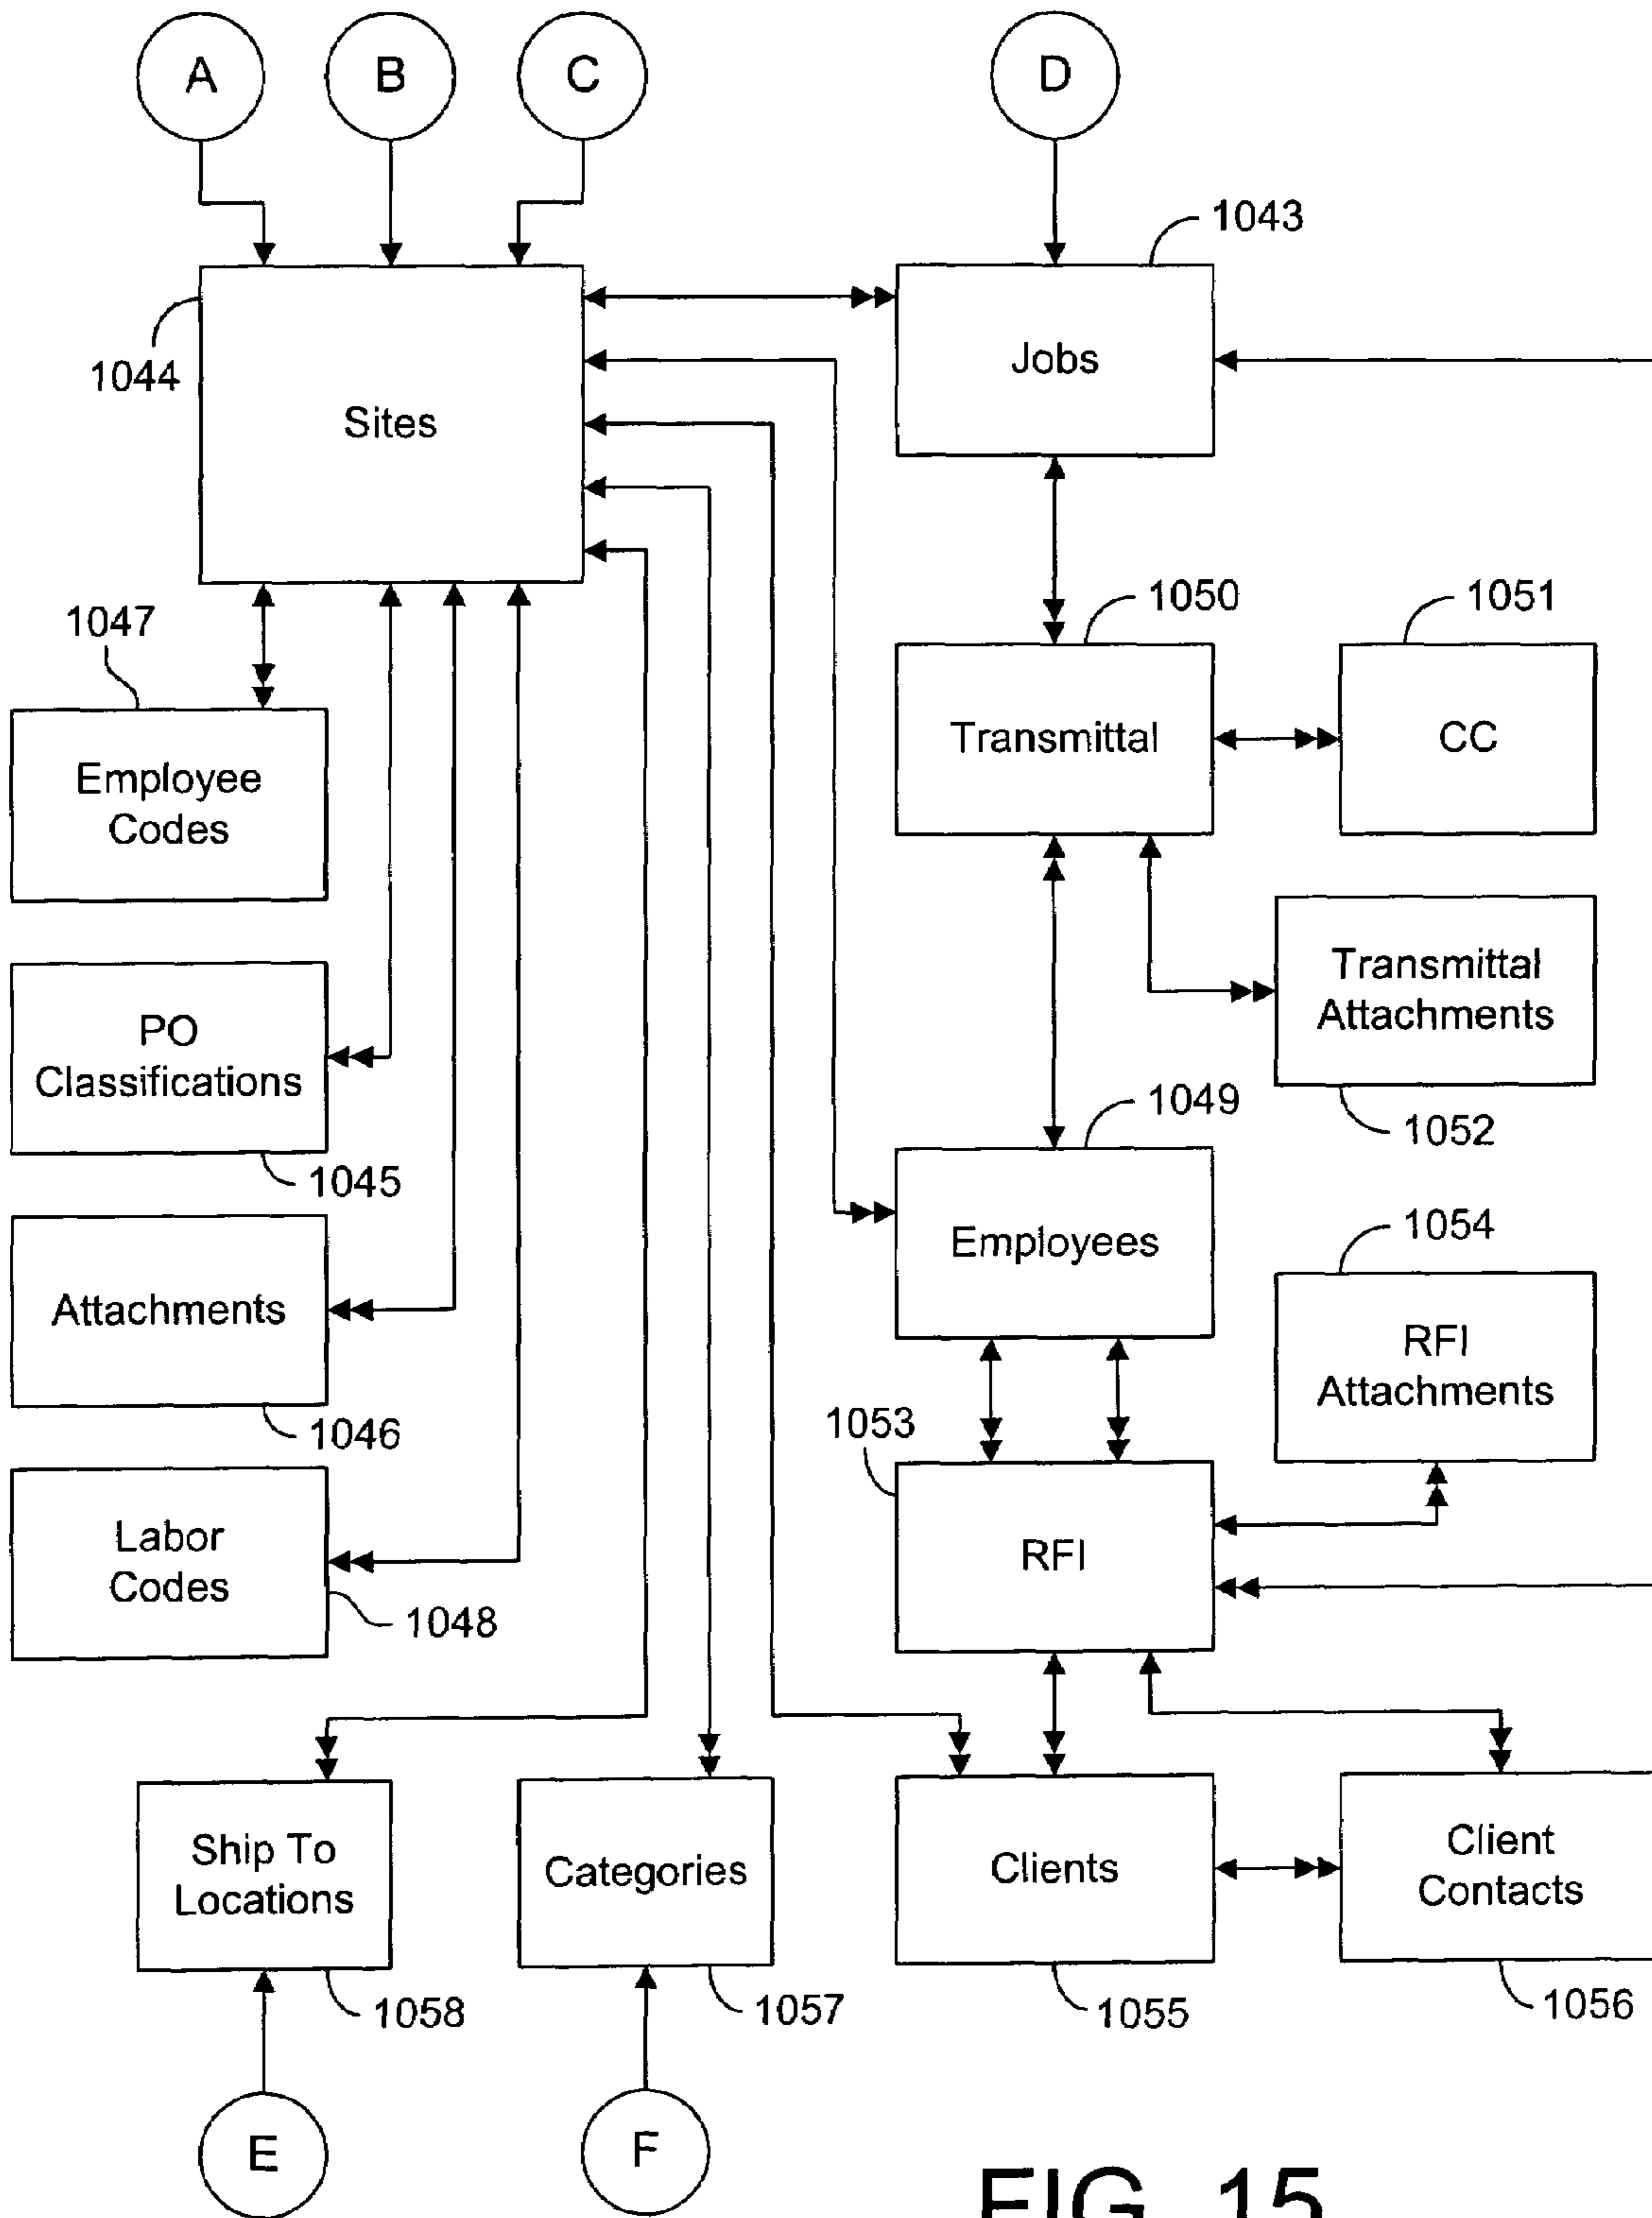 A
B
C
D
1043
1044
Sites
Jobs
1047
1050
1051
Employee
Codes
Transmittal
CC
PO
Classifications
1045
Transmittal
Attachments
1052
1049
Attachments
1046
Employees
1054
RFI
Attachments
1053
Labor
Codes
1048
RFI
Ship To
Locations
1058
Categories
1057
Clients
1055
Client
Contacts
1056
E
F
FIG. 15